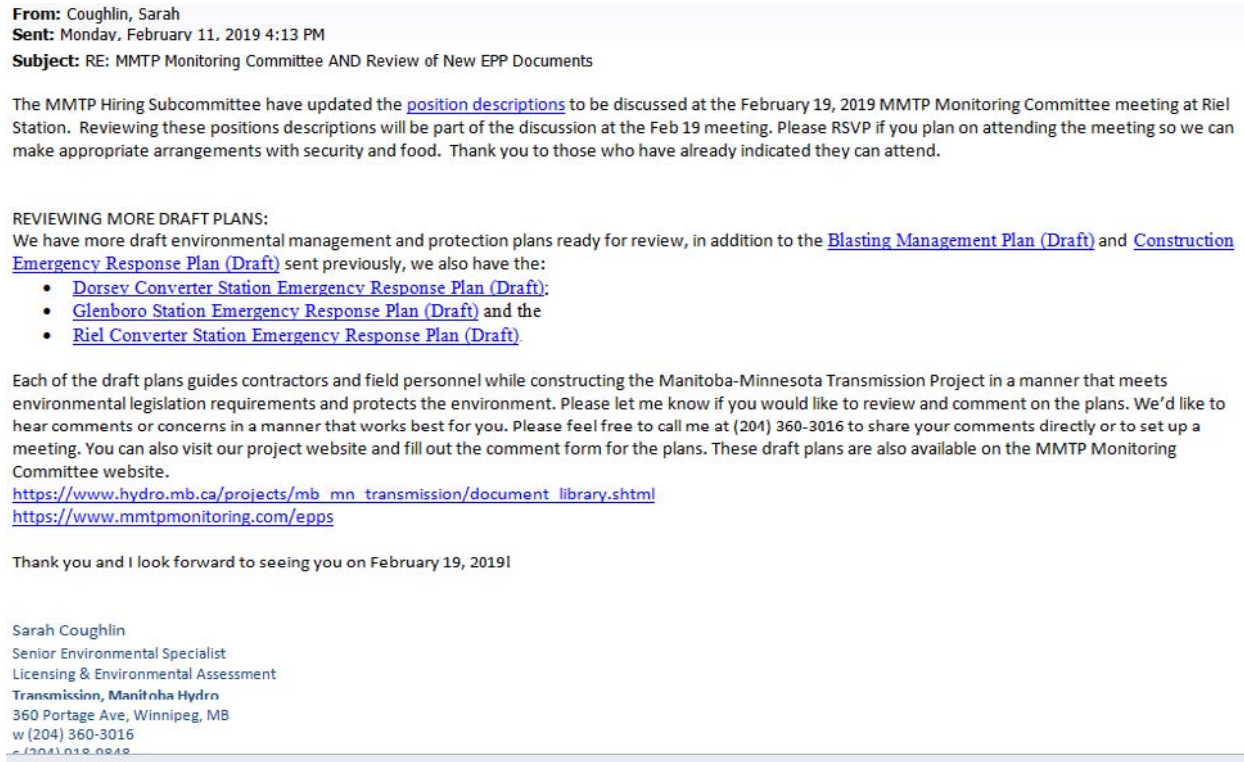 From: Coughlin, Sarah
Sent: Monday, February 11, 2019 4:13 PM
Subject: RE: MMTP Monitoring Committee AND Review of New EPP Documents
The MMTP Hiring Subcommittee have updated the position descriptions to be discussed at the February 19, 2019 MMTP Monitoring Committee meeting at Riel
Station. Reviewing these positions descriptions will be part of the discussion at the Feb 19 meeting. Please RSVP if you plan on attending the meeting so we can
make appropriate arrangements with security and food. Thank you to those who have already indicated they can attend.
REVIEWING MORE DRAFT PLANS:
We have more draft environmental management and protection plans ready for review, in addition to the Blasting Management Plan (Draft) and Construction
Emergency Response Plan (Draft) sent previously, we also have the:
• Dorsey Converter Station Emergency Response Plan (Draft);
• Glenboro Station Emergency Response Plan (Draft) and the
• Riel Converter Station Emergency Response Plan (Draft).
Each of the draft plans guides contractors and field personnel while constructing the Manitoba-Minnesota Transmission Project in a manner that meets
environmental legislation requirements and protects the environment. Please let me know if you would like to review and comment on the plans. We'd like to
hear comments or concerns in a manner that works best for you. Please feel free to call me at (204) 360-3016 to share your comments directly or to set up a
meeting. You can also visit our project website and fill out the comment form for the plans. These draft plans are also available on the MMTP Monitoring
Committee website.
https://www.hydro.mb.ca/projects/mb_mn_transmission/document_library.shtml
https://www.mmtpmonitoring.com/epps
Thank you and I look forward to seeing you on February 19, 2019!
Sarah Coughlin
Senior Environmental Specialist
Licensing & Environmental Assessment
Transmission, Manitoba Hydro
360 Portage Ave, Winnipeg, MB
w (204) 360-3016